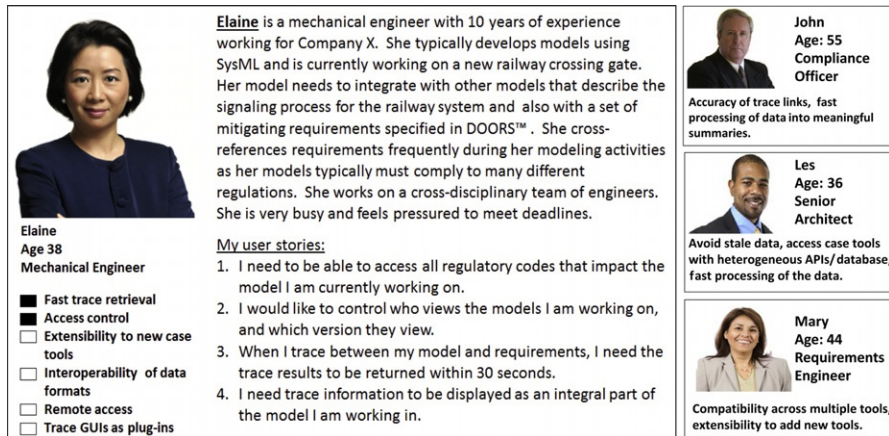 Elaine
Age 38
Mechanical Engineer
Fast trace retrieval
Access control
Extensibility to new case
tools
Interoperability of data
formats
Remote access
Trace GUIs as plug-ins
Elaine is a mechanical engineer with 10 years of experience
working for Company X. She typically develops models using
SysML and is currently working on a new railway crossing gate.
Her model needs to integrate with other models that describe the
signaling process for the railway system and also with a set of
mitigating requirements specified in DOORS™ . She cross-
references requirements frequently during her modeling activities
as her models typically must comply to many different
regulations. She works on a cross-disciplinary team of engineers.
She is very busy and feels pressured to meet deadlines.
My user stories:
1. I need to be able to access all regulatory codes that impact the
model I am currently working on.
2. I would like to control who views the models I am working on,
and which version they view.
3. When I trace between my model and requirements, I need the
trace results to be returned within 30 seconds.
4. I need trace information to be displayed as an integral part of
the model I am working in.
John
Age: 55
Compliance
Officer
Accuracy of trace links, fast
processing of data into meaningful
summaries.
Les
Age: 36
Senior
Architect
Avoid stale data, access case tools
with heterogeneous APIs/database,
fast processing of the data.
Mary
Age: 44
Requirements
Engineer
Compatibility across multiple tools,
extensibility to add new tools.